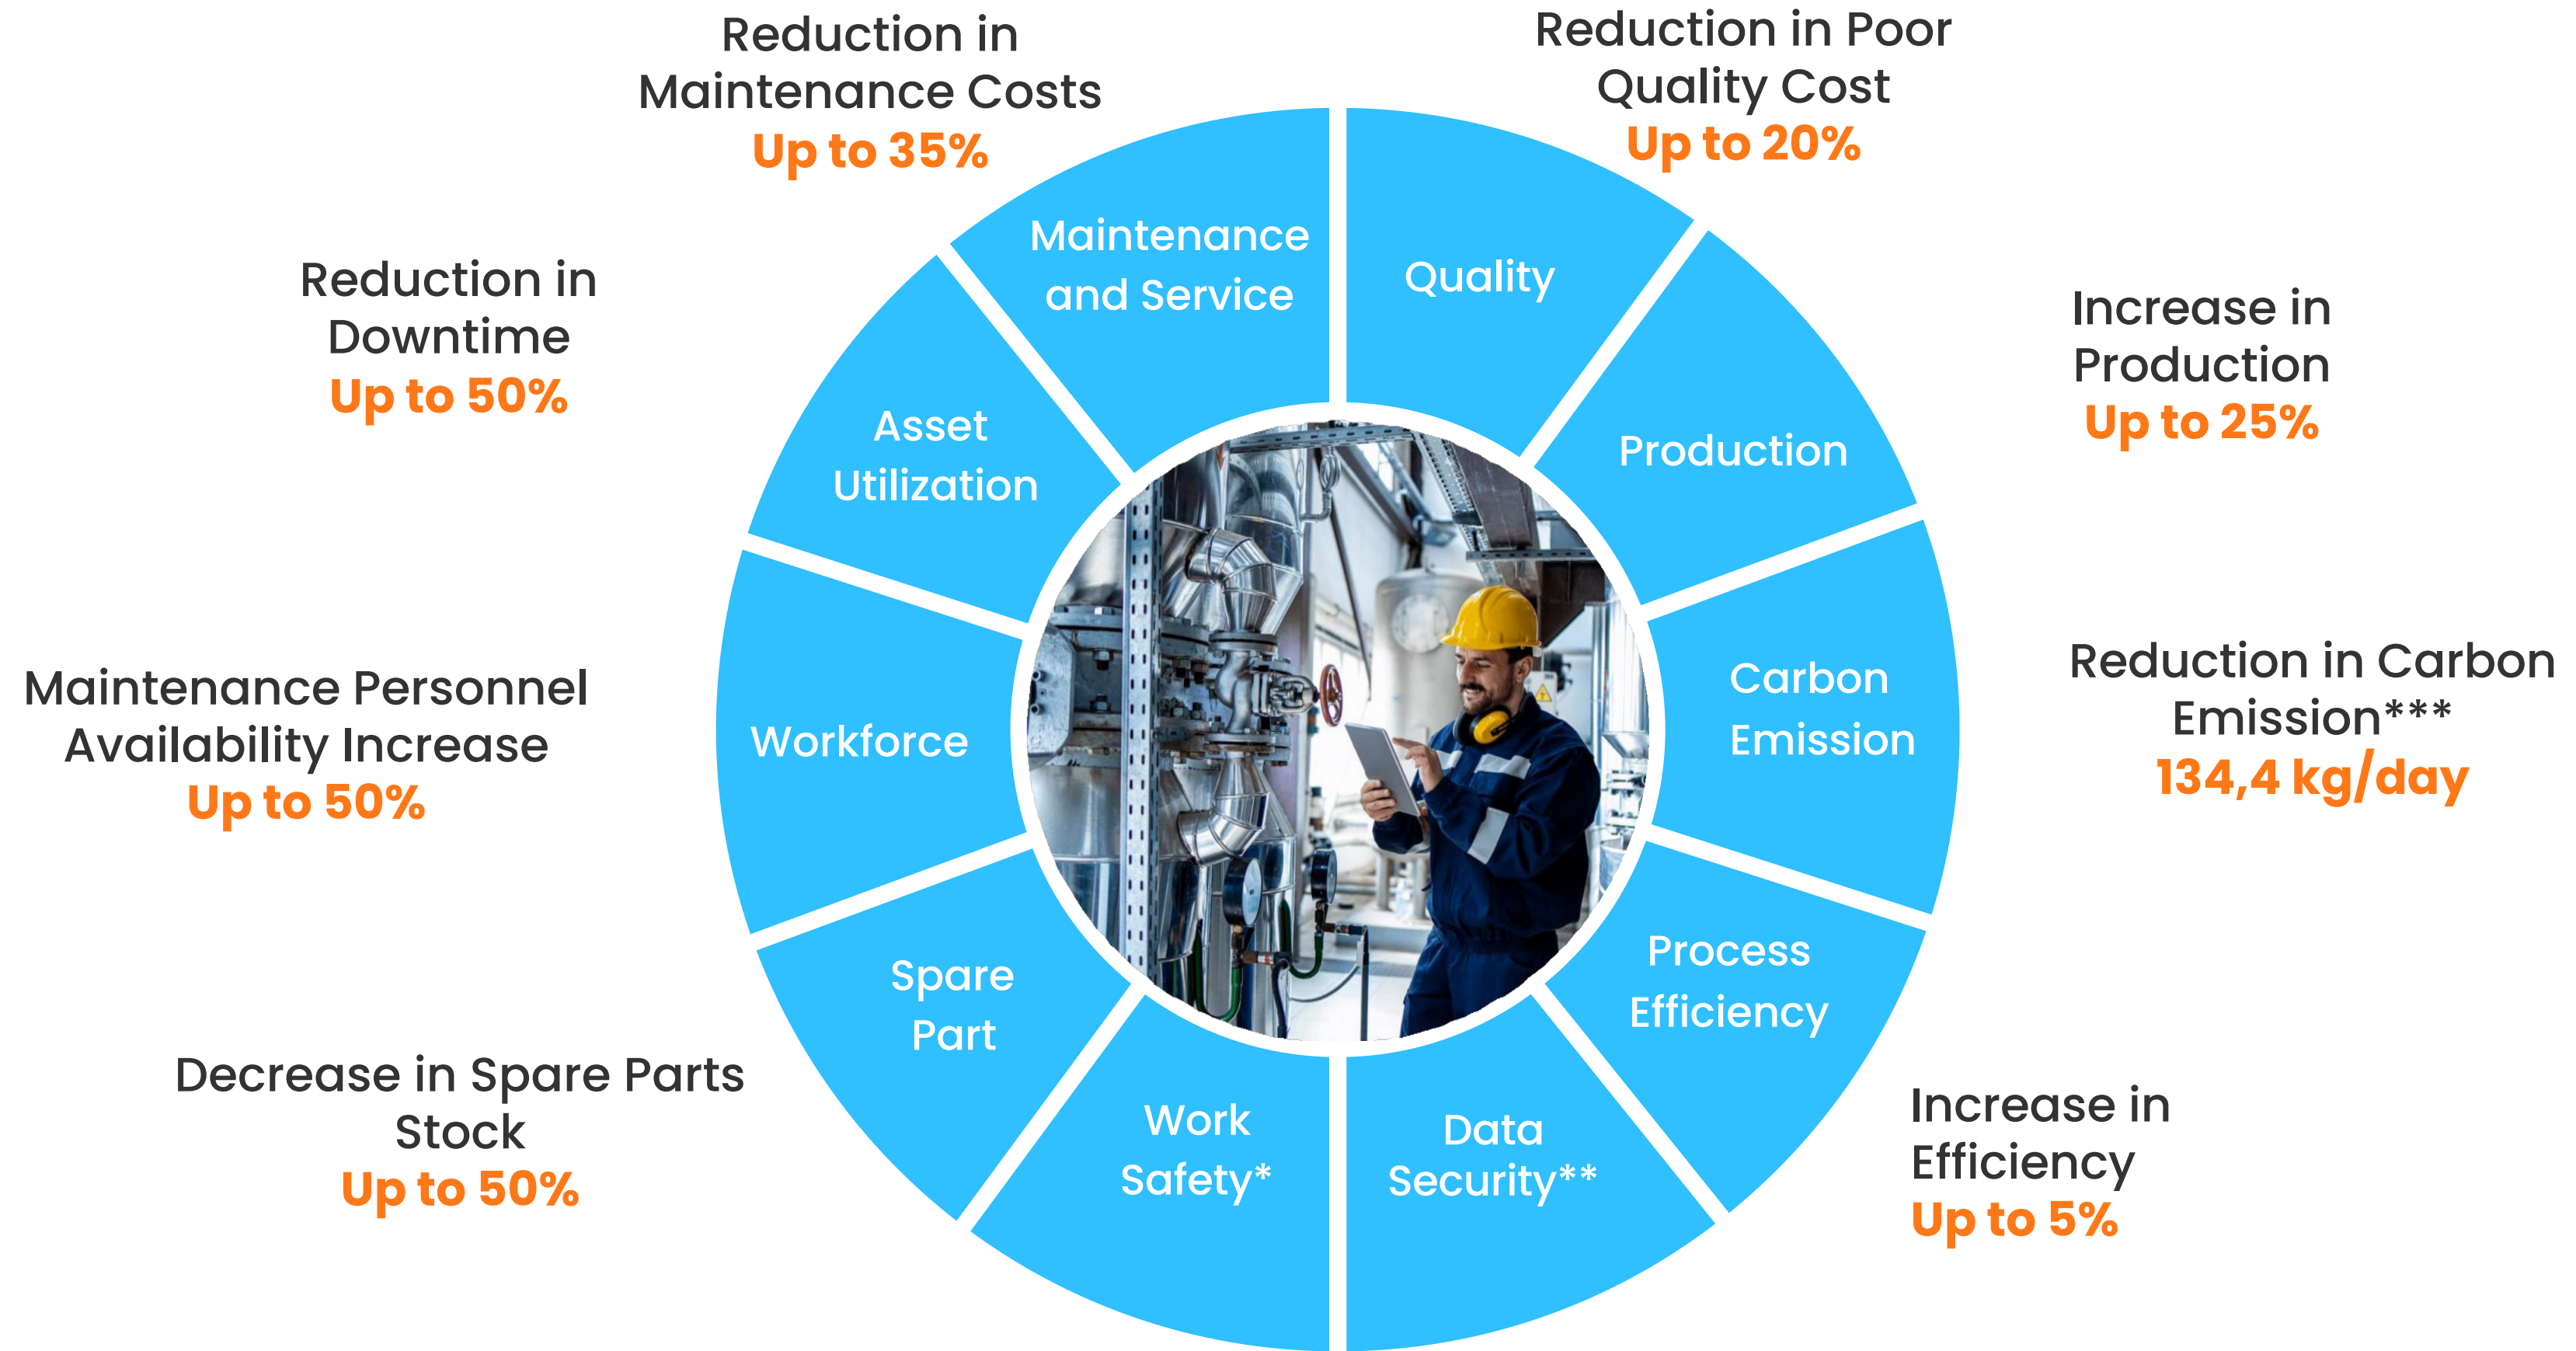 Reduction in
Maintenance Costs
Up to 35%
Reduction in Poor
Quality Cost
Up to 20%
Reduction in
Downtime
Up to 50%
Increase in
Production
Up to 25%
Maintenance
and Service
Quality
Asset
Utilization
Production
Maintenance Personnel
Availability Increase
Up to 50%
Workforce
Carbon
Emission
Reduction in Carbon
Emission***
134,4 kg/day
Spare
Part
Process
Efficiency
Decrease in Spare Parts
Stock
Up to 50%
Work
Safety*
Data
Security**
Increase in
Efficiency
Up to 5%